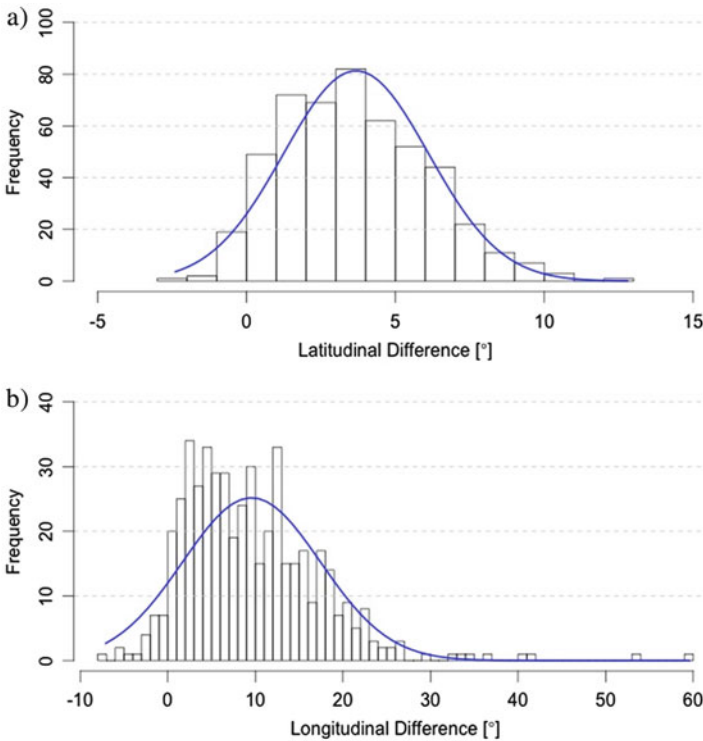 a)
100
80
60
40
20
0
Frequency
-5 0 5 10 15
Latitudinal Difference [°]
b)
40
30
20
10
0
Frequency
-10 0 10 20 30 40 50 60
Longitudinal Difference [°]